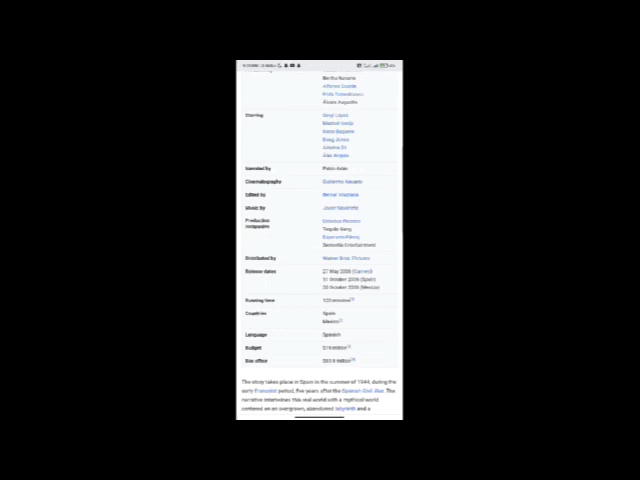 Bertha Navarro
Alfonso Cuarón
Frida Torresblanco
Álvaro Augustin
Starring
Sergi López
Maribel Verdú
Ivana Baquero
Doug Jones
Ariadna Gil
Álex Angulo
Narrated by
Pablo Adán
Cinematography
Guillermo Navarro
Edited by
Bernat Vilaplana
Music by
Javier Navarrete
Production
companies
Estudios Picasso
Tequila Gang
Esperanto Filmoj
Sententia Entertainment
Distributed by
Warner Bros. Pictures
Release dates
27 May 2006 (Cannes)
11 October 2006 (Spain)
20 October 2006 (Mexico)
Running time
Countries
Spain
Mexico
Language
Spanish
Budget
Box office
The story takes place in Spain in the summer of 1944, during the
early Francoist period, five years after the Spanish Civil War. The
narrative intertwines this real world with a mythical world
centered on an overgrown, abandoned labyrinth and a